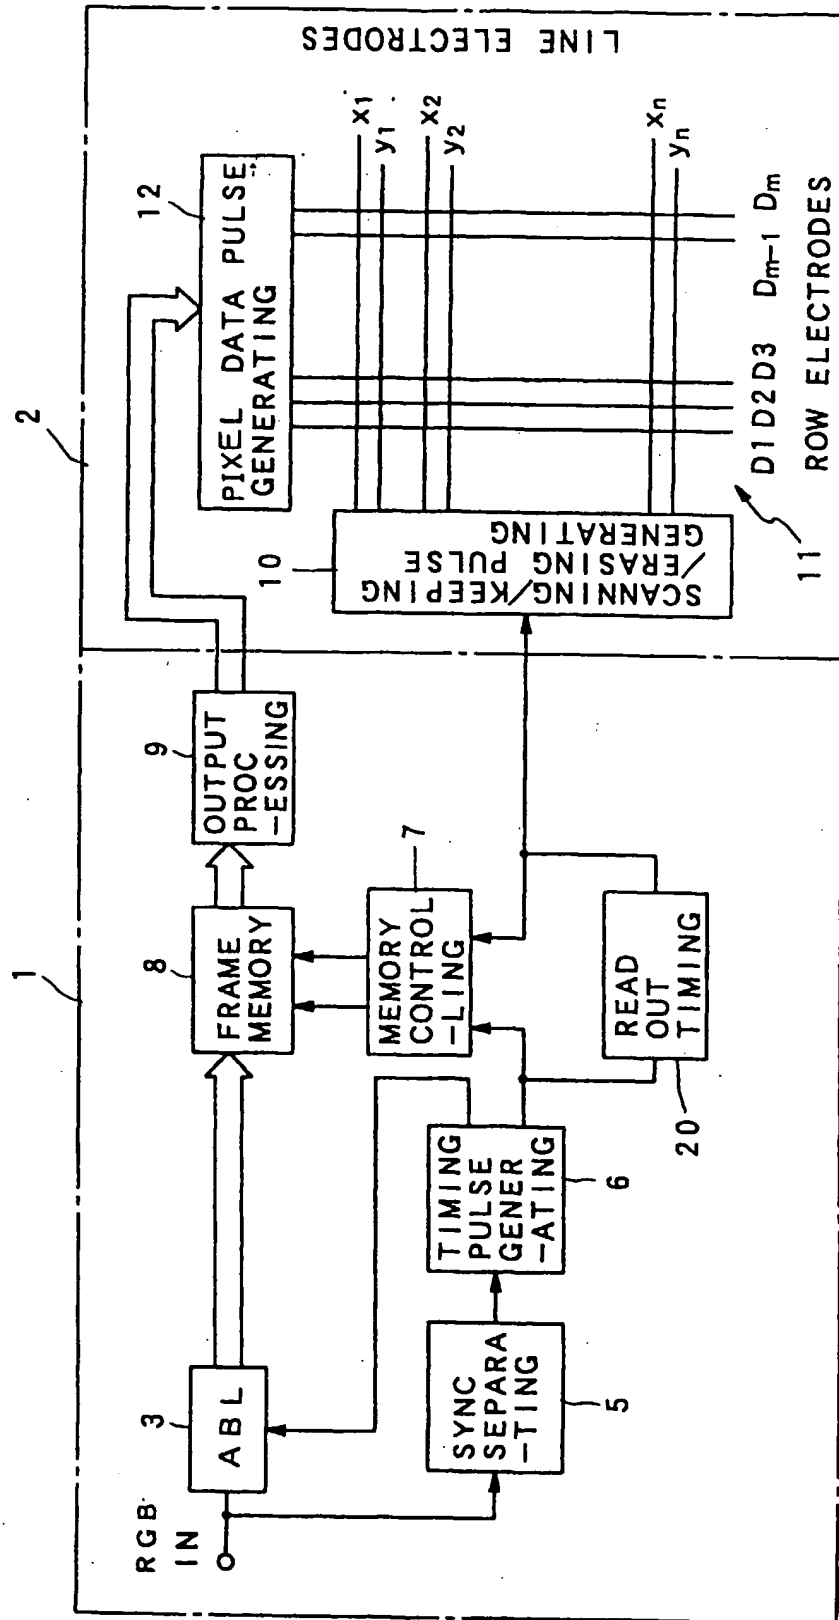 1
2
RGB
IN
3
ABL
8
FRAME
MEMORY
9
OUTPUT
PROC
-ESSING
12
PIXEL DATA PULSE
GENERATING
5
SYNC
SEPARA
-TING
6
TIMING
PULSE
GENER
-ATING
7
MEMORY
CONTROL
-LING
20
READ
OUT
TIMING
10
SCANNING/KEEPING
/ERASING PULSE
GENERATING
x1
y1
x2
y2
xn
yn
LINE ELECTRODES
D1 D2 D3 Dm-1 Dm
ROW ELECTRODES
11